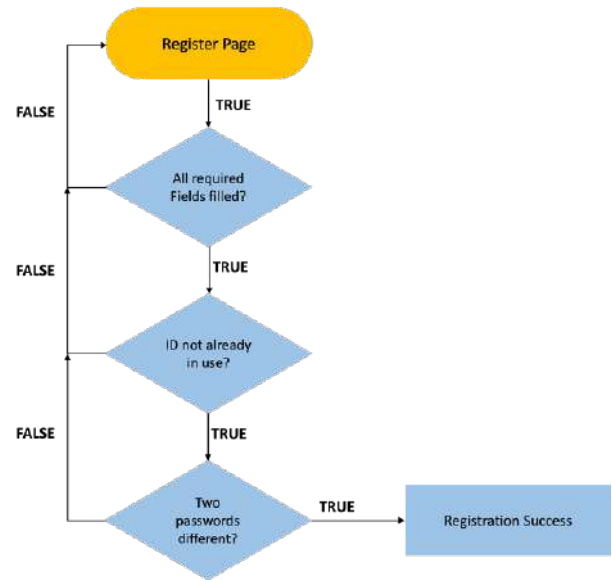 Register Page
TRUE
FALSE
All required
Fields filled?
TRUE
FALSE
ID not already
in use?
TRUE
FALSE
Two
passwords
different?
TRUE
Registration Success